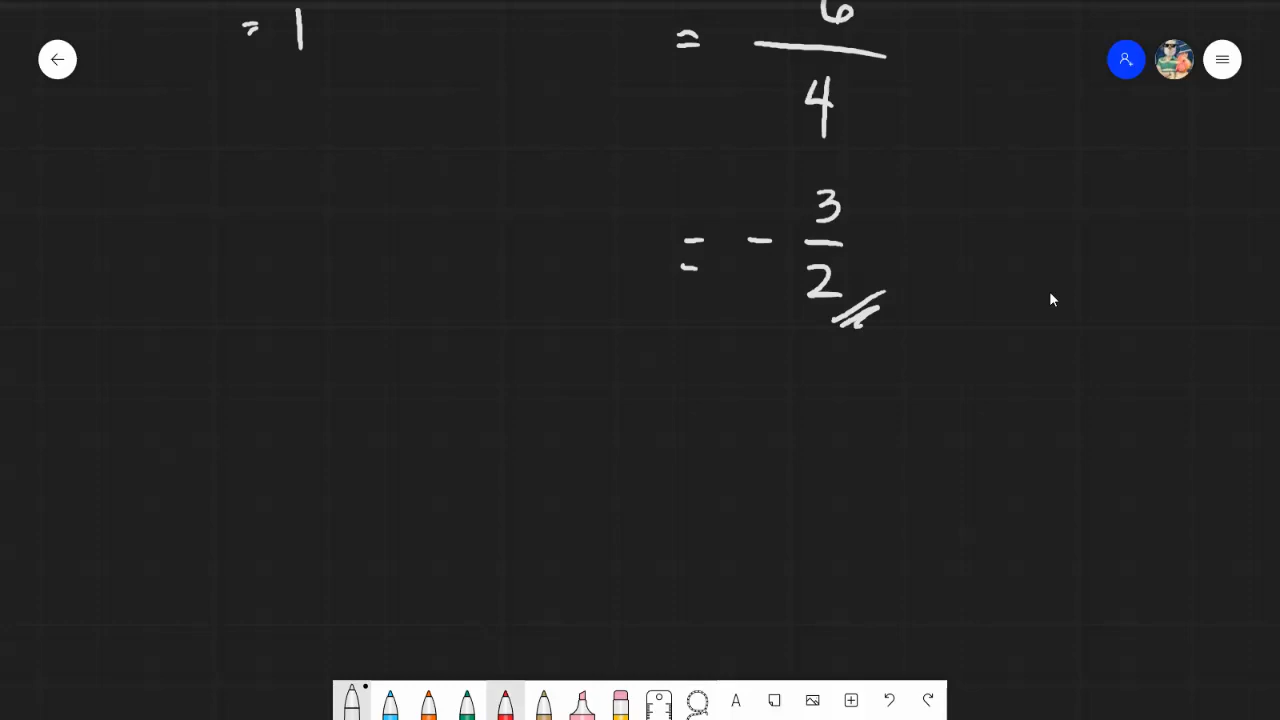 = 1
= 6
4
= - 3
2
A